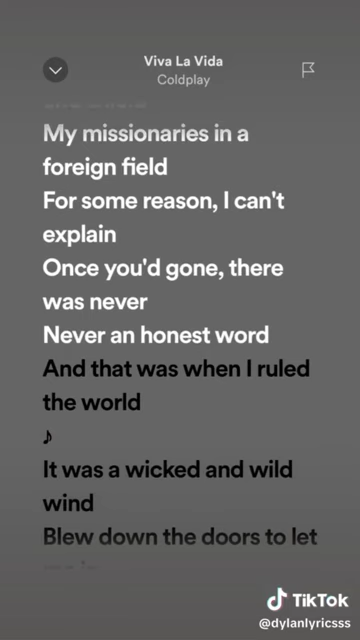 Viva La Vida
Coldplay
My missionaries in a
foreign field
For some reason, I can't
explain
Once you'd gone, there
was never
Never an honest word
And that was when I ruled
the world
♪
It was a wicked and wild
wind
Blew down the doors to let
TikTok
@dylanlyricsss